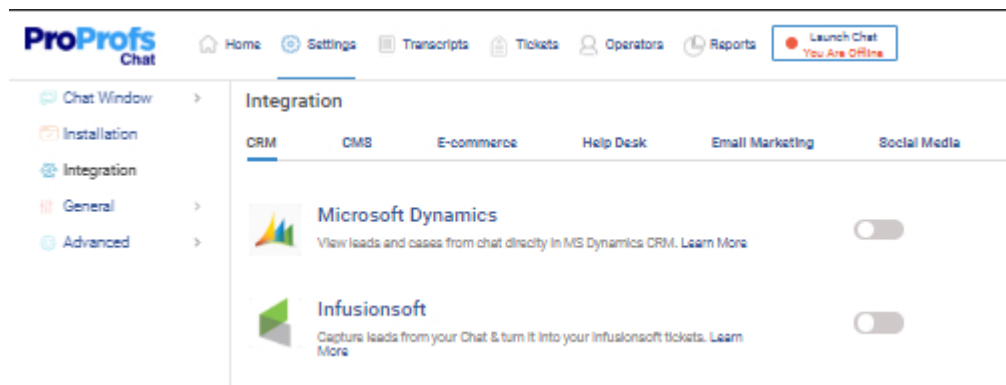 ProProfs
Chat
Home Settings Transcripts Tickets Operators Reports
Launch Chat
You Are Offline
Chat Window
Installation
Integration
General
Advanced
Integration
CRM CMS E-commerce Help Desk Email Marketing Social Media
Microsoft Dynamics
View leads and cases from chat directly in MS Dynamics CRM. Learn More
Infusionsoft
Capture leads from your Chat & turn it into your Infusionsoft tickets. Learn
More